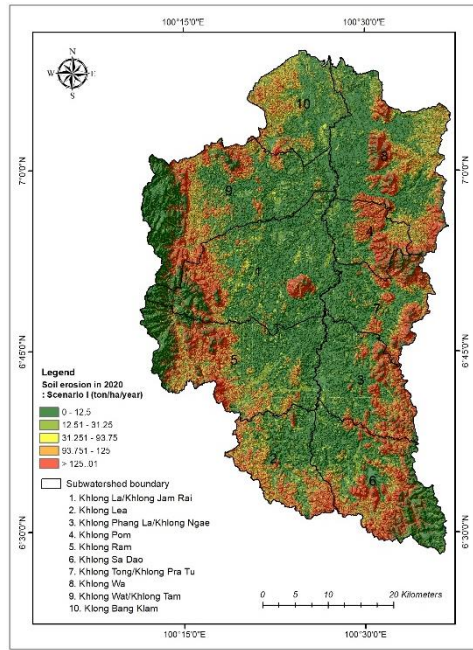 100°15'0"E 100°30'0"E
N
W E
S
10
8
7°0'0"N 7°0'0"N
9
4
1
7
6°45'0"N 6°45'0"N
5
3
Legend
Soil erosion in 2020
: Scenario I (ton/ha/year)
0 - 12.5
12.51 - 31.25
31.251 - 93.75
93.751 - 125
> 125..01
Subwatershed boundary
1. Khlong La/Khlong Jam Rai
2. Khlong Lea
3. Khlong Phang La/Khlong Ngae
4. Khlong Pom
5. Khlong Ram
6. Khlong Sa Dao
7. Khlong Tong/Khlong Pra Tu
8. Khlong Wa
9. Khlong Wat/Khlong Tam
10. Klong Bang Klam
2
6
6°30'0"N 6°30'0"N
0 5 10 20 Kilometers
100°15'0"E 100°30'0"E